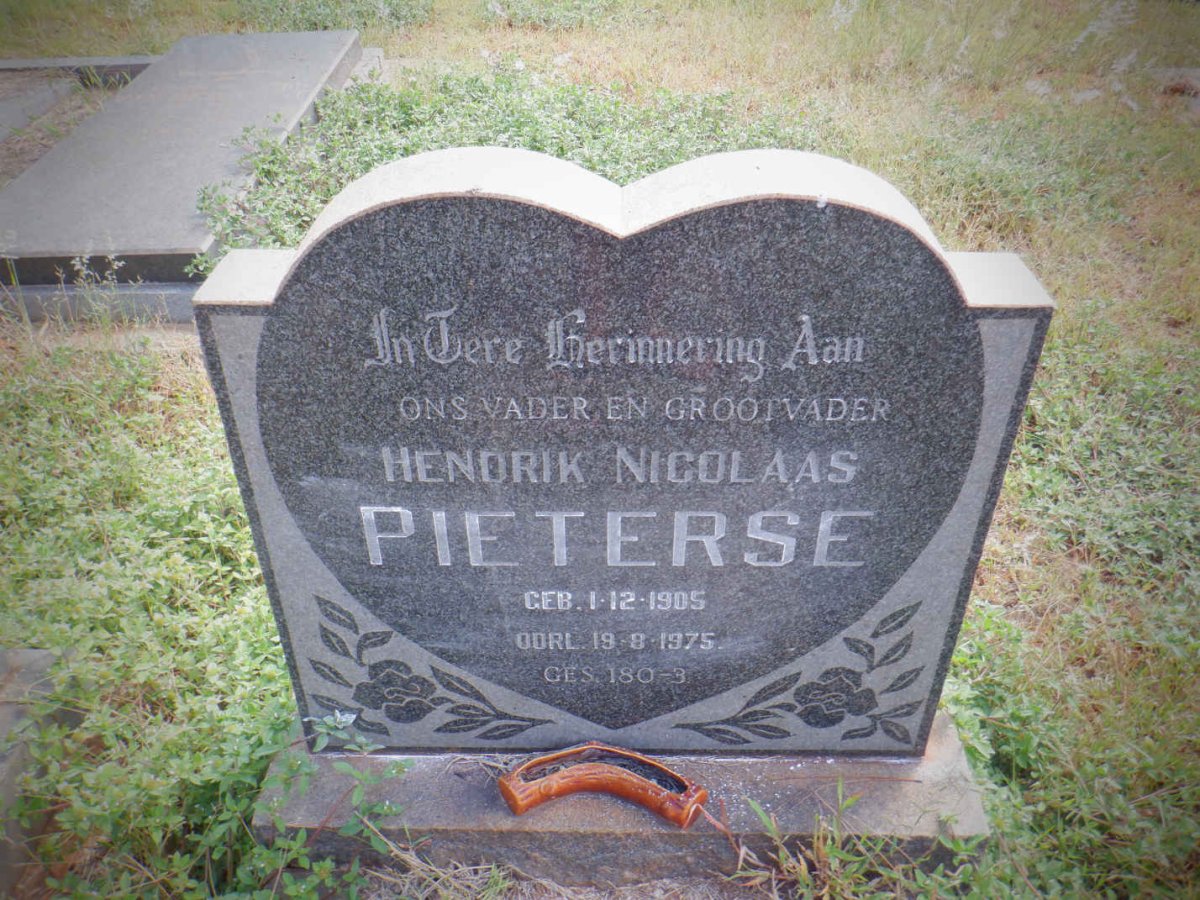 In Tere Herinnering Aan
ONS VADER EN GROOTVADER
HENDRIK NICOLAAS
PIETERSE
GEB. 1·12·1905
OORL. 19·8·1975.
GES. 180-3